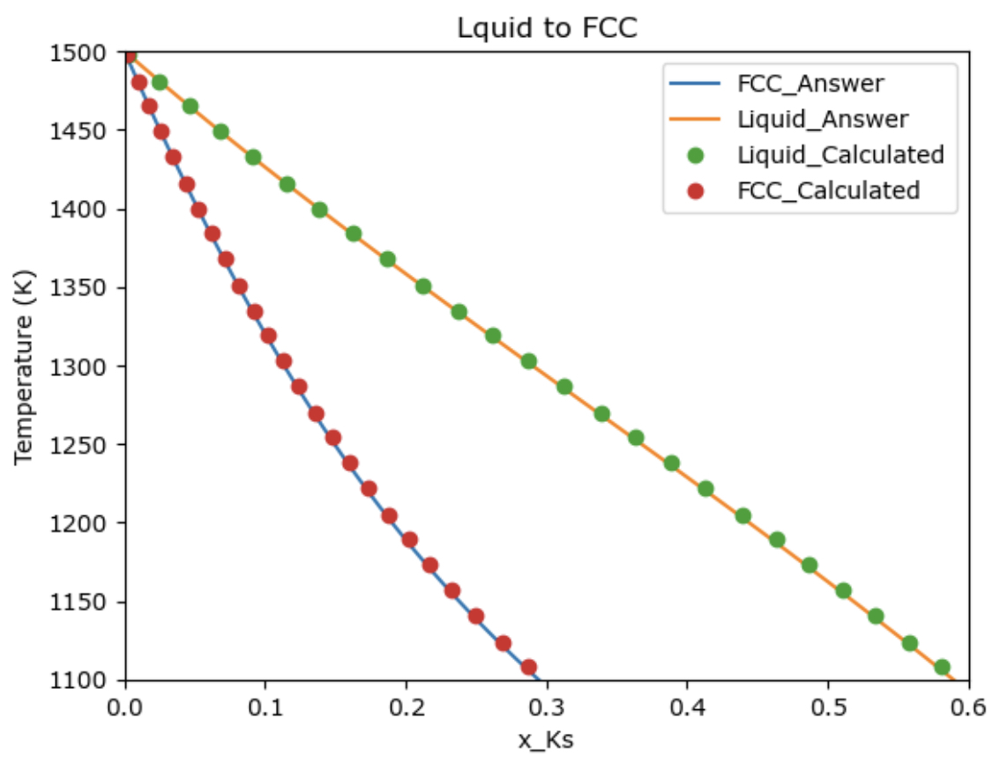 Lquid to FCC
FCC_Answer
Liquid_Answer
Liquid_Calculated
FCC_Calculated
Temperature (K)
1500
1450
1400
1350
1300
1250
1200
1150
1100
0.0 0.1 0.2 0.3 0.4 0.5 0.6
x_Ks